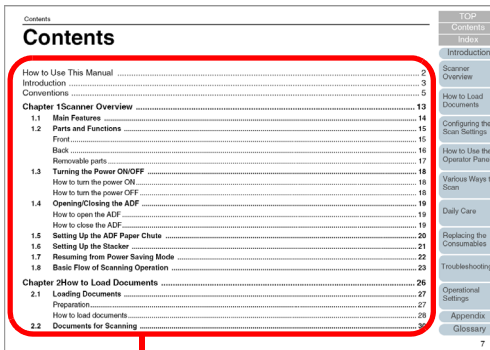 Contents
Contents
How to Use This Manual 2
Introduction 3
Conventions 5
Chapter 1Scanner Overview 13
1.1 Main Features 14
1.2 Parts and Functions 15
Front 15
Back 16
Removable parts 17
1.3 Turning the Power ON/OFF 18
How to turn the power ON 18
How to turn the power OFF 18
1.4 Opening/Closing the ADF 19
How to open the ADF 19
How to close the ADF 19
1.5 Setting Up the ADF Paper Chute 20
1.6 Setting Up the Stacker 21
1.7 Resuming from Power Saving Mode 22
1.8 Basic Flow of Scanning Operation 23
Chapter 2How to Load Documents 26
2.1 Loading Documents 27
Preparation 27
How to load documents 28
2.2 Documents for Scanning 30
TOP
Contents
Index
Introduction
Scanner
Overview
How to Load
Documents
Configuring the
Scan Settings
How to Use the
Operator Pane
Various Ways t
Scan
Daily Care
Replacing the
Consumables
Troubleshooting
Operational
Settings
Appendix
Glossary
7